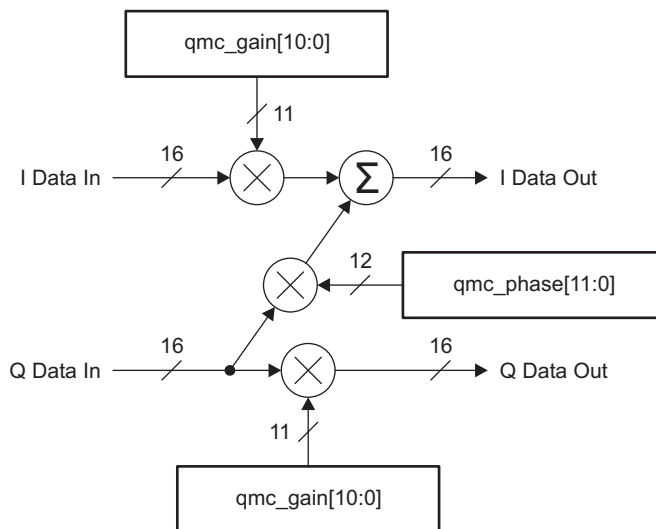 qmc_gain[10:0]
11
16
16
I Data In
Σ
I Data Out
12
qmc_phase[11:0]
16
16
Q Data In
Q Data Out
11
qmc_gain[10:0]